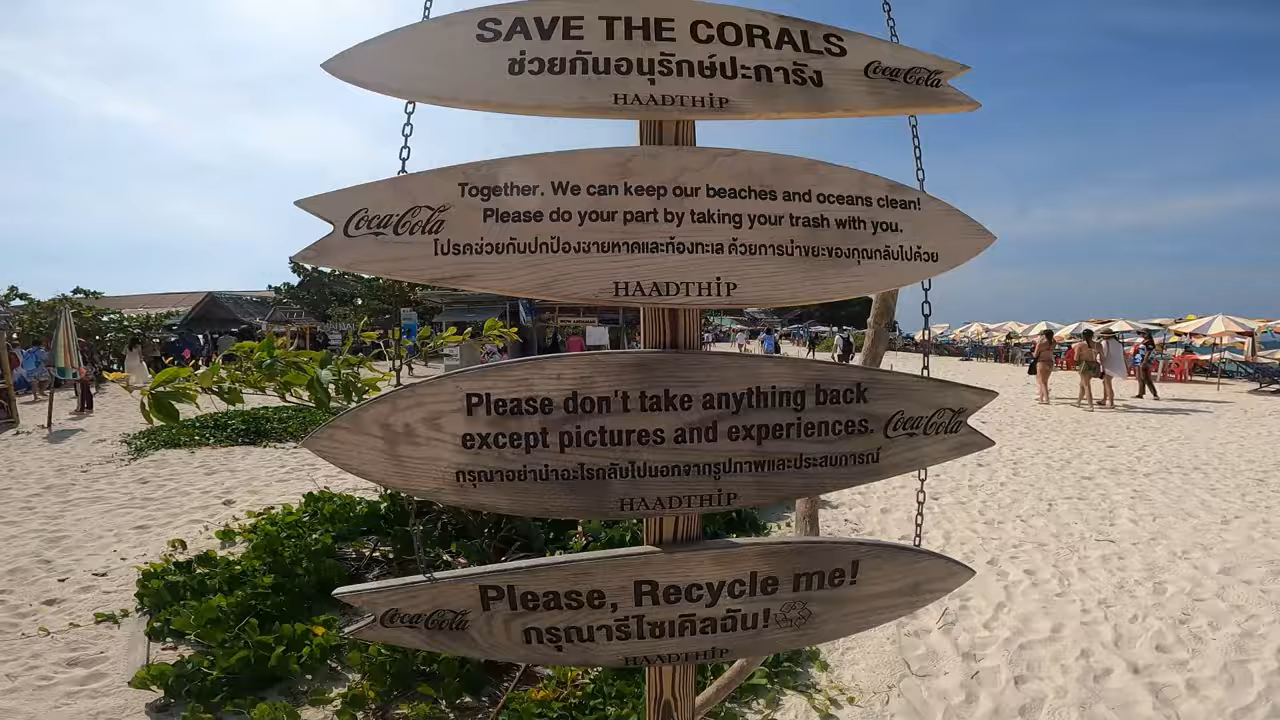 SAVE THE CORALS
ช่วยกันอนุรักษ์ปะการัง
Coca-Cola
HAADTHIP
Together. We can keep our beaches and oceans clean!
Please do your part by taking your trash with you.
Coca-Cola
โปรดช่วยกันปกป้องชายหาดและท้องทะเล ด้วยการนำขยะของคุณกลับไปด้วย
HAADTHIP
Please don't take anything back
except pictures and experiences.
Coca-Cola
กรุณาอย่านำอะไรกลับไปนอกจากรูปภาพและประสบการณ์
HAADTHIP
Please, Recycle me!
Coca-Cola
กรุณารีไซเคิลฉัน!
HAADTHIP